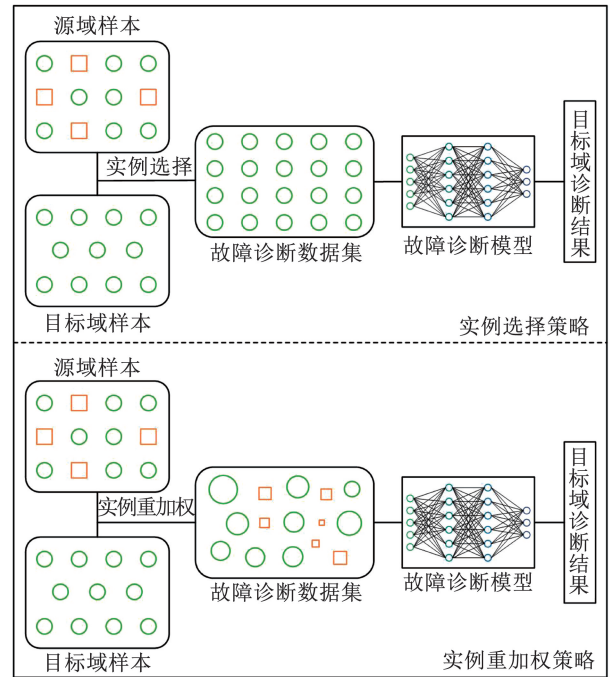 源域样本
实例选择
目标域样本
故障诊断数据集
故障诊断模型
目标域诊断结果
实例选择策略
源域样本
实例重加权
目标域样本
故障诊断数据集
故障诊断模型
目标域诊断结果
实例重加权策略